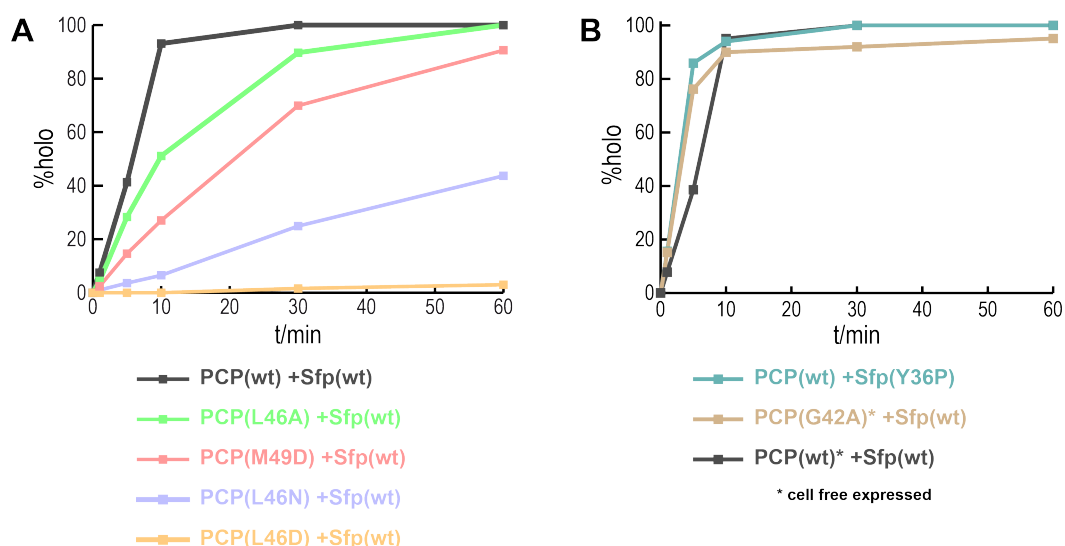 A
100
80
60
40
20
0
%holo
0 10 20 30 40 50 60
t/min
PCP(wt) +Sfp(wt)
PCP(L46A) +Sfp(wt)
PCP(M49D) +Sfp(wt)
PCP(L46N) +Sfp(wt)
PCP(L46D) +Sfp(wt)
B
100
80
60
40
20
0
%holo
0 10 20 30 40 50 60
t/min
PCP(wt) +Sfp(Y36P)
PCP(G42A)* +Sfp(wt)
PCP(wt)* +Sfp(wt)
* cell free expressed